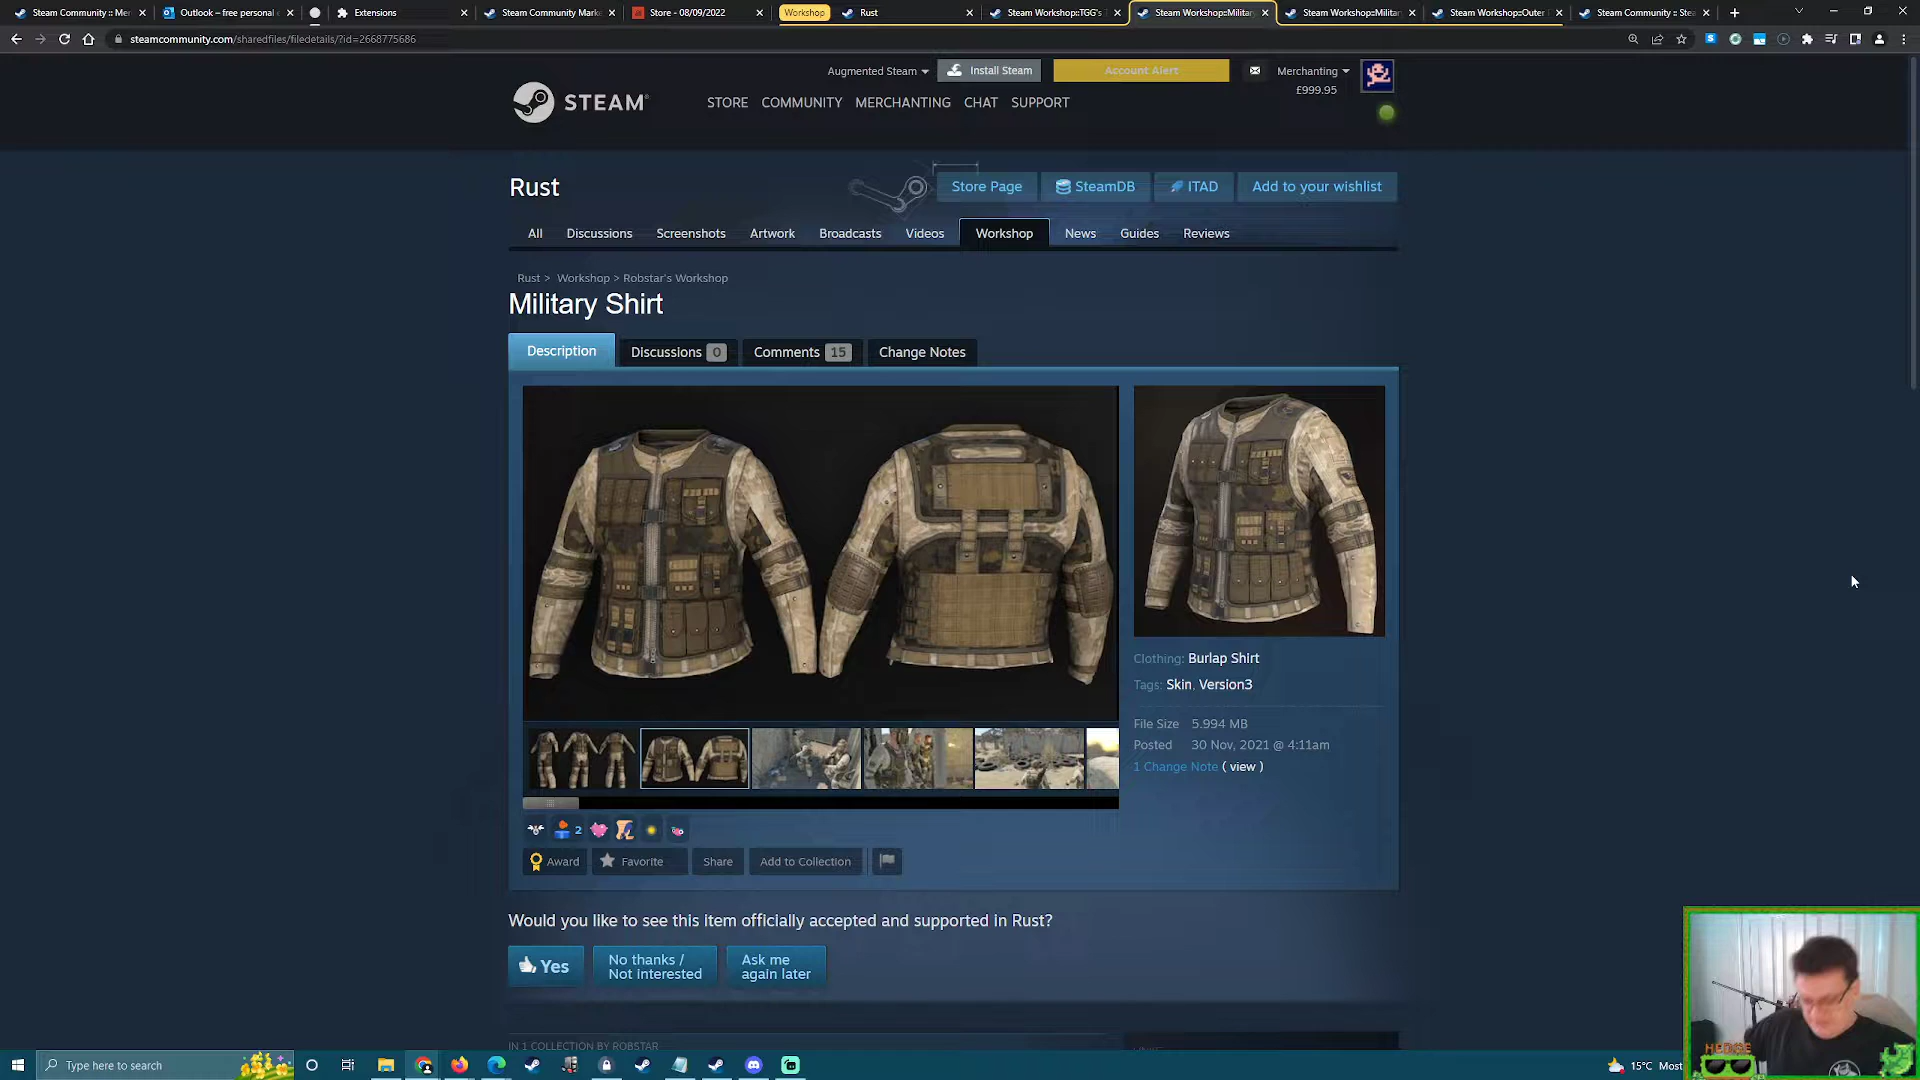 Steam Community :: Mer
Outlook – free personal e
Extensions
Steam Community Marke
Store - 08/09/2022
Workshop
Rust
Steam Workshop::TGG's
Steam Workshop::Militar
Steam Workshop::Militar
Steam Workshop::Outer
Steam Community :: Stea
steamcommunity.com/sharedfiles/filedetails/?id=2668775686
Augmented Steam
Install Steam
Account Alert
Merchanting
£999.95
STEAM
STORE
COMMUNITY
MERCHANTING
CHAT
SUPPORT
Rust
Store Page
SteamDB
ITAD
Add to your wishlist
All
Discussions
Screenshots
Artwork
Broadcasts
Videos
Workshop
News
Guides
Reviews
Rust > Workshop > Robstar's Workshop
Military Shirt
Description
Discussions 0
Comments 15
Change Notes
Clothing: Burlap Shirt
Tags: Skin, Version3
File Size 5.994 MB
Posted 30 Nov, 2021 @ 4:11am
1 Change Note ( view )
2
Award
Favorite
Share
Add to Collection
Would you like to see this item officially accepted and supported in Rust?
Yes
No thanks /
Not interested
Ask me
again later
IN 1 COLLECTION BY ROBSTAR
Type here to search
15°C Most
HEDGE